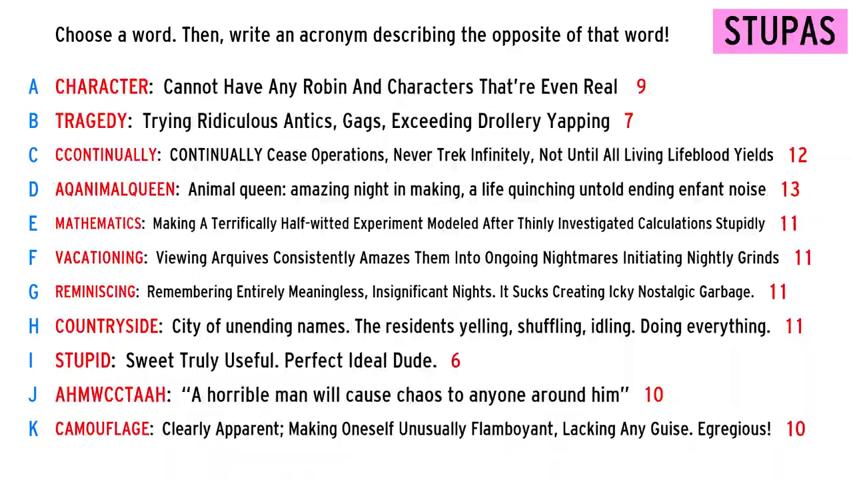 Choose a word. Then, write an acronym describing the opposite of that word!
STUPAS
A CHARACTER: Cannot Have Any Robin And Characters That're Even Real 9
B TRAGEDY: Trying Ridiculous Antics, Gags, Exceeding Drollery Yapping 7
C CCONTINUALLY: CONTINUALLY Cease Operations, Never Trek Infinitely, Not Until All Living Lifeblood Yields 12
D AQANIMALQUEEN: Animal queen: amazing night in making, a life quinching untold ending enfant noise 13
E MATHEMATICS: Making A Terrifically Half-witted Experiment Modeled After Thinly Investigated Calculations Stupidly 11
F VACATIONING: Viewing Arquives Consistently Amazes Them Into Ongoing Nightmares Initiating Nightly Grinds 11
G REMINISCING: Remembering Entirely Meaningless, Insignificant Nights. It Sucks Creating Icky Nostalgic Garbage. 11
H COUNTRYSIDE: City of unending names. The residents yelling, shuffling, idling. Doing everything. 11
I STUPID: Sweet Truly Useful. Perfect Ideal Dude. 6
J AHMWCCTAAH: "A horrible man will cause chaos to anyone around him" 10
K CAMOUFLAGE: Clearly Apparent; Making Oneself Unusually Flamboyant, Lacking Any Guise. Egregious! 10